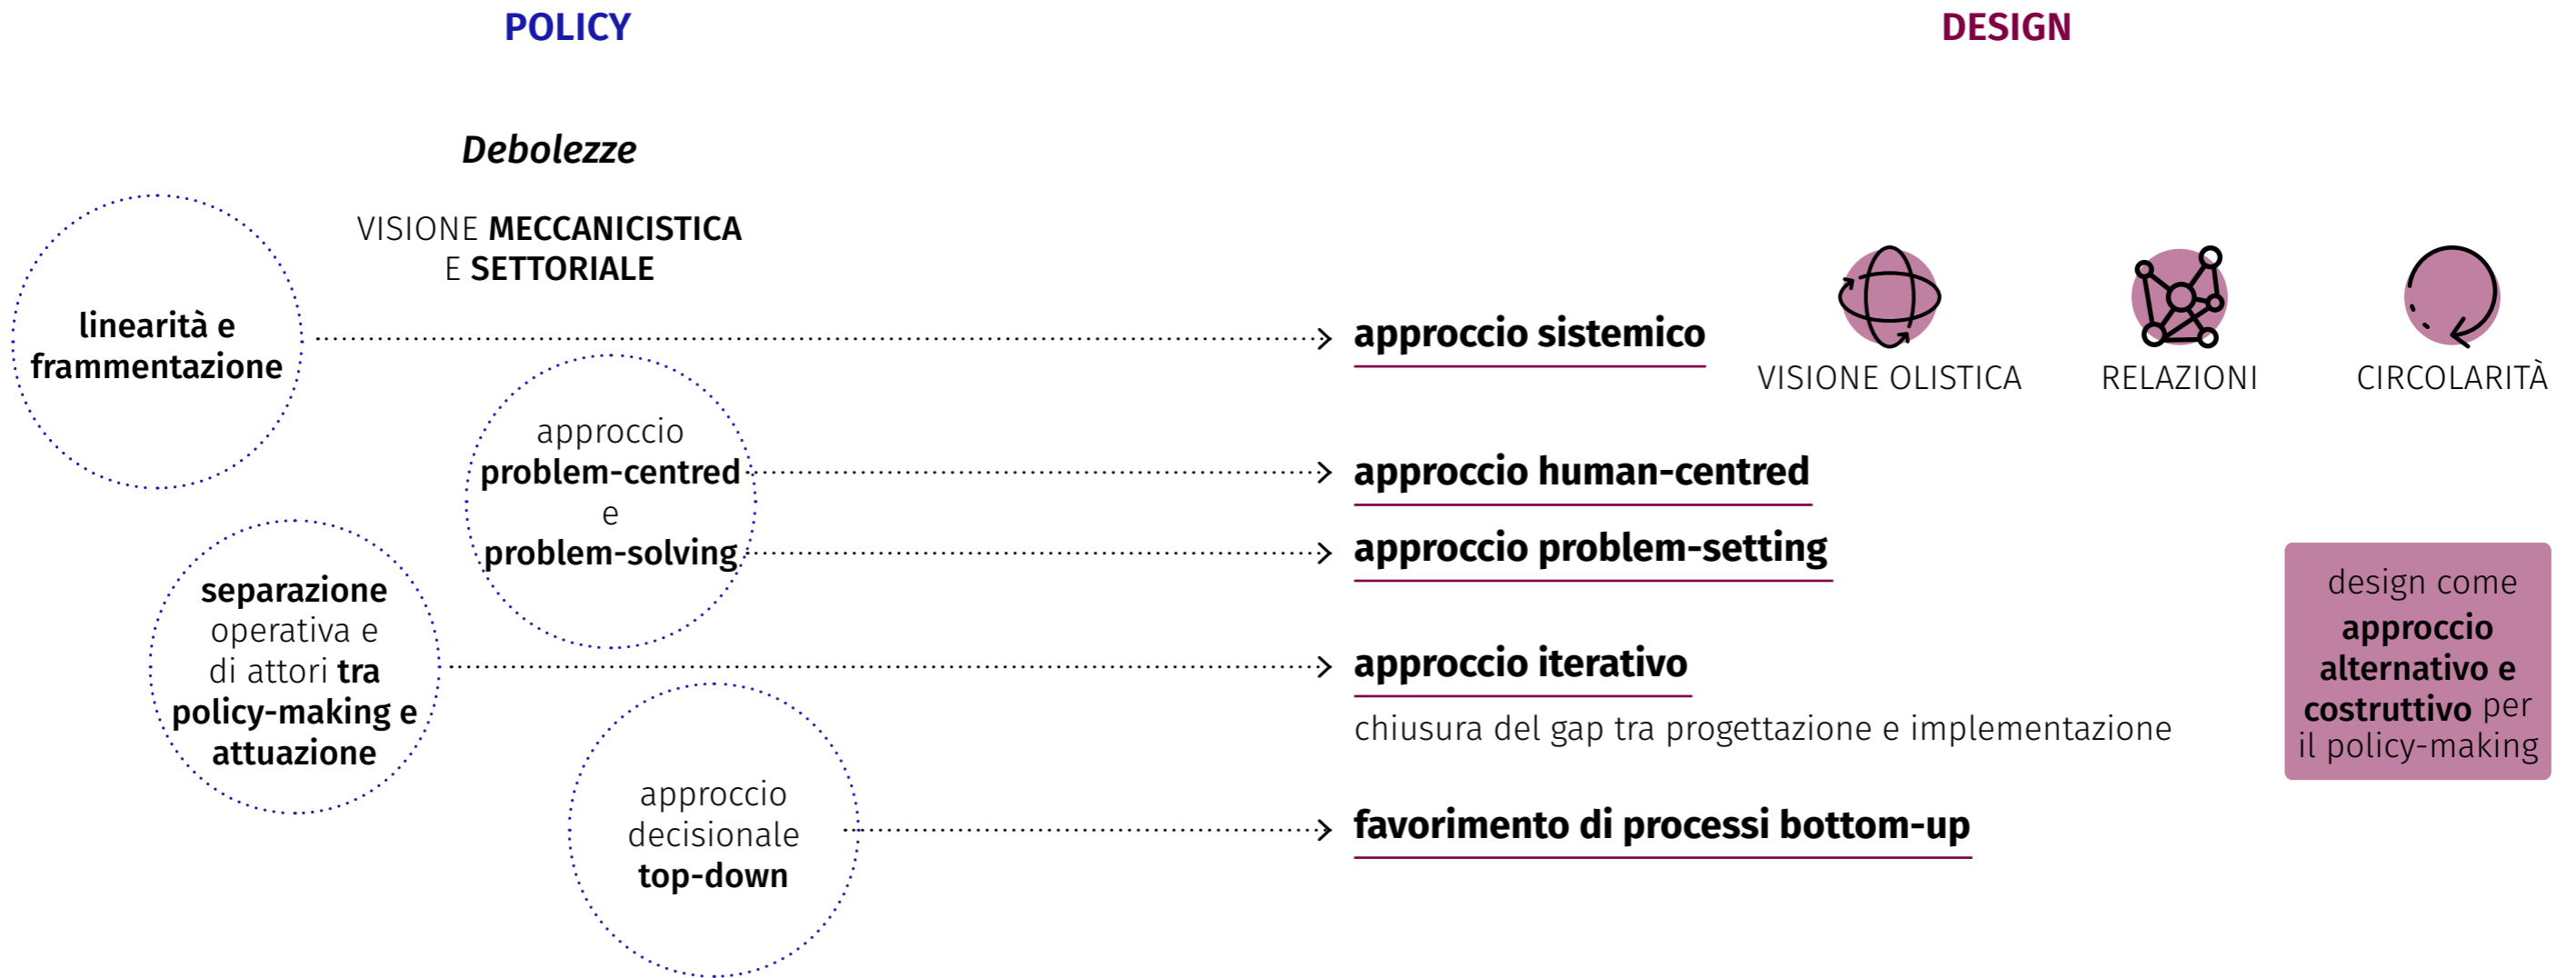 POLICY
DESIGN
Debolezze
VISIONE MECCANICISTICA
E SETTORIALE
linearità e
frammentazione
approccio sistemico
VISIONE OLISTICA
RELAZIONI
CIRCOLARITÀ
approccio
problem-centred
e
problem-solving
approccio human-centred
approccio problem-setting
separazione
operativa e
di attori tra
policy-making e
attuazione
approccio iterativo
chiusura del gap tra progettazione e implementazione
design come
approccio
alternativo e
costruttivo per
il policy-making
approccio
decisionale
top-down
favorimento di processi bottom-up